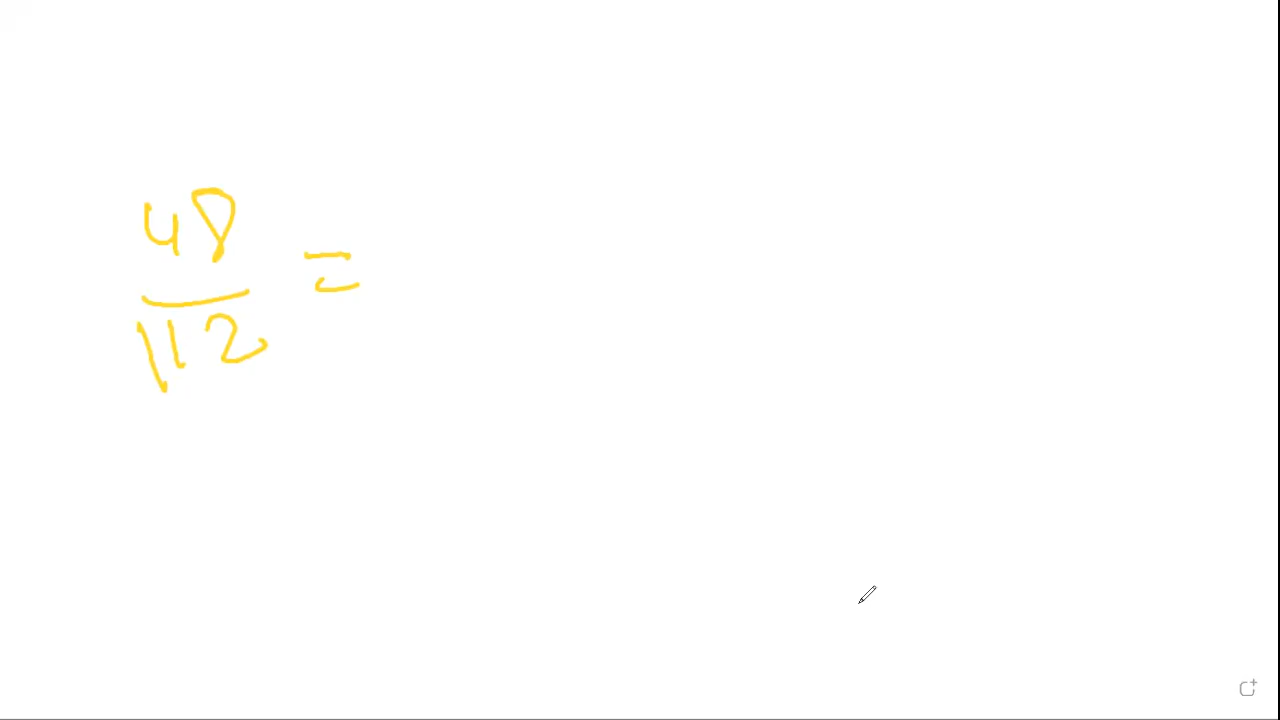 48
112 =